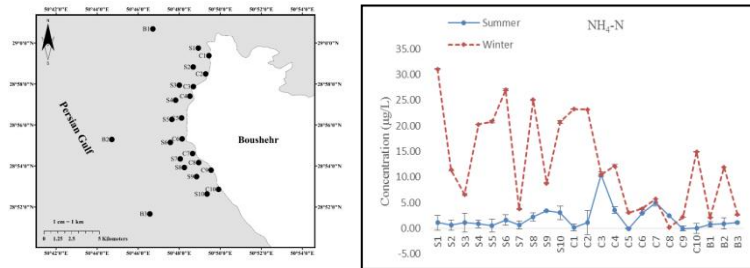 50°42'0"E 50°44'0"E 50°46'0"E 50°48'0"E 50°50'0"E 50°52'0"E 50°54'0"E
N
S
B1
29°0'0"N
S1
C1
S2
C2
28°58'0"N
S3
C3
S4
C4
28°56'0"N
S5
C5
Persian Gulf
Boushehr
B2
S6
C6
28°54'0"N
S7
C7
S8
C8
S9
C9
28°52'0"N
S10
C10
B3
1 cm = 1 km
0 1.25 2.5 5 Kilometers
NH₄-N
Summer
Winter
Concentration (µg/L)
35.00
30.00
25.00
20.00
15.00
10.00
5.00
0.00
-5.00
S1 S2 S3 S4 S5 S6 S7 S8 S9 S10 C1 C2 C3 C4 C5 C6 C7 C8 C9 C10 B1 B2 B3